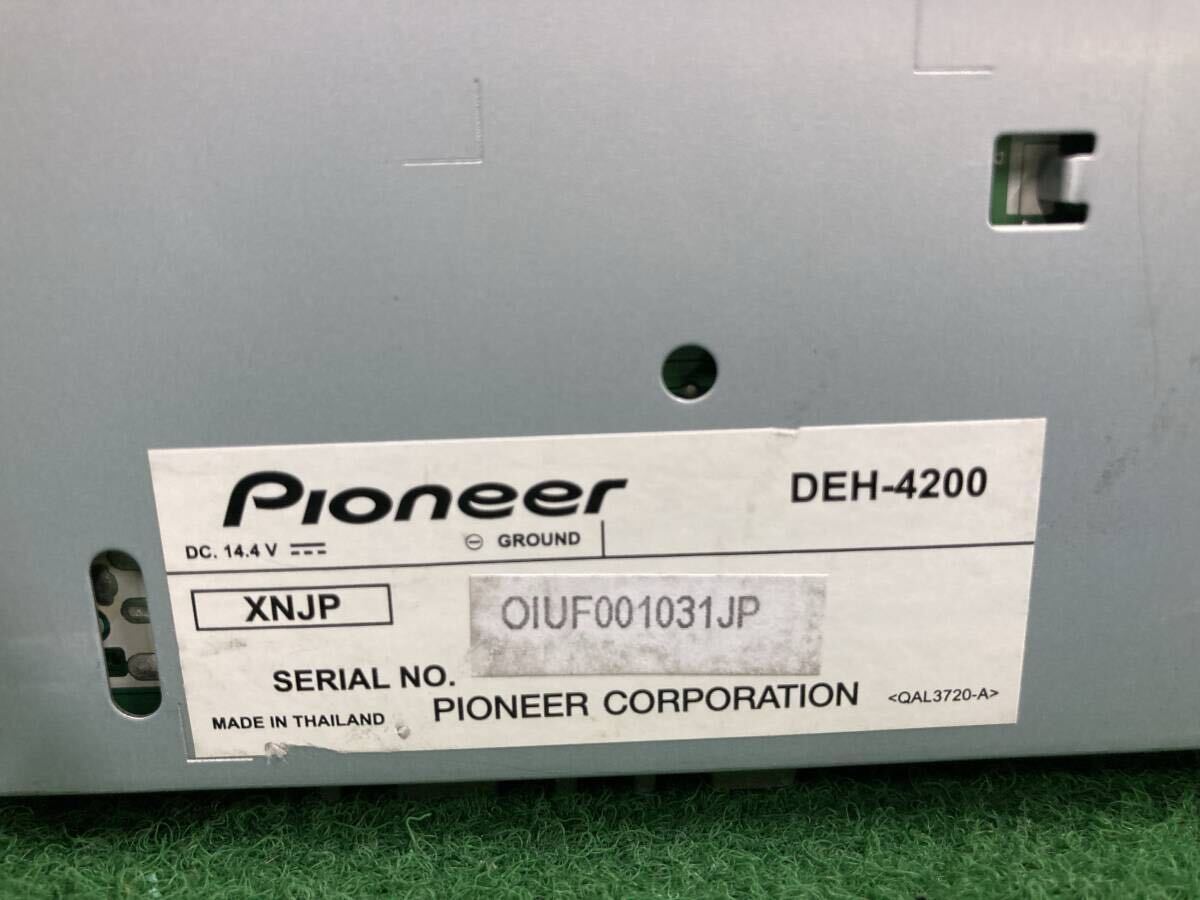 Pioneer
DEH-4200
DC. 14.4 V
GROUND
XNJP
OIUF001031JP
SERIAL NO.
MADE IN THAILAND
PIONEER CORPORATION
<QAL3720-A>